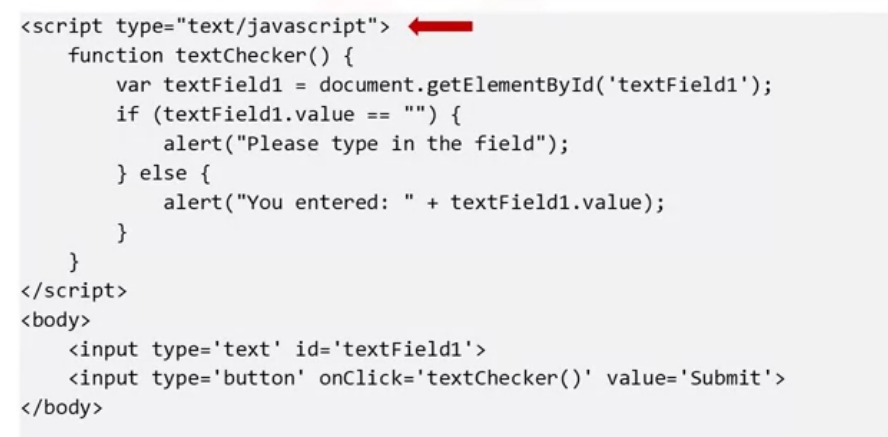 <script type="text/javascript">
    function textChecker() {
        var textField1 = document.getElementById('textField1');
        if (textField1.value == "") {
            alert("Please type in the field");
        } else {
            alert("You entered: " + textField1.value);
        }
    }
</script>
<body>
    <input type='text' id='textField1'>
    <input type='button' onClick='textChecker()' value='Submit'>
</body>